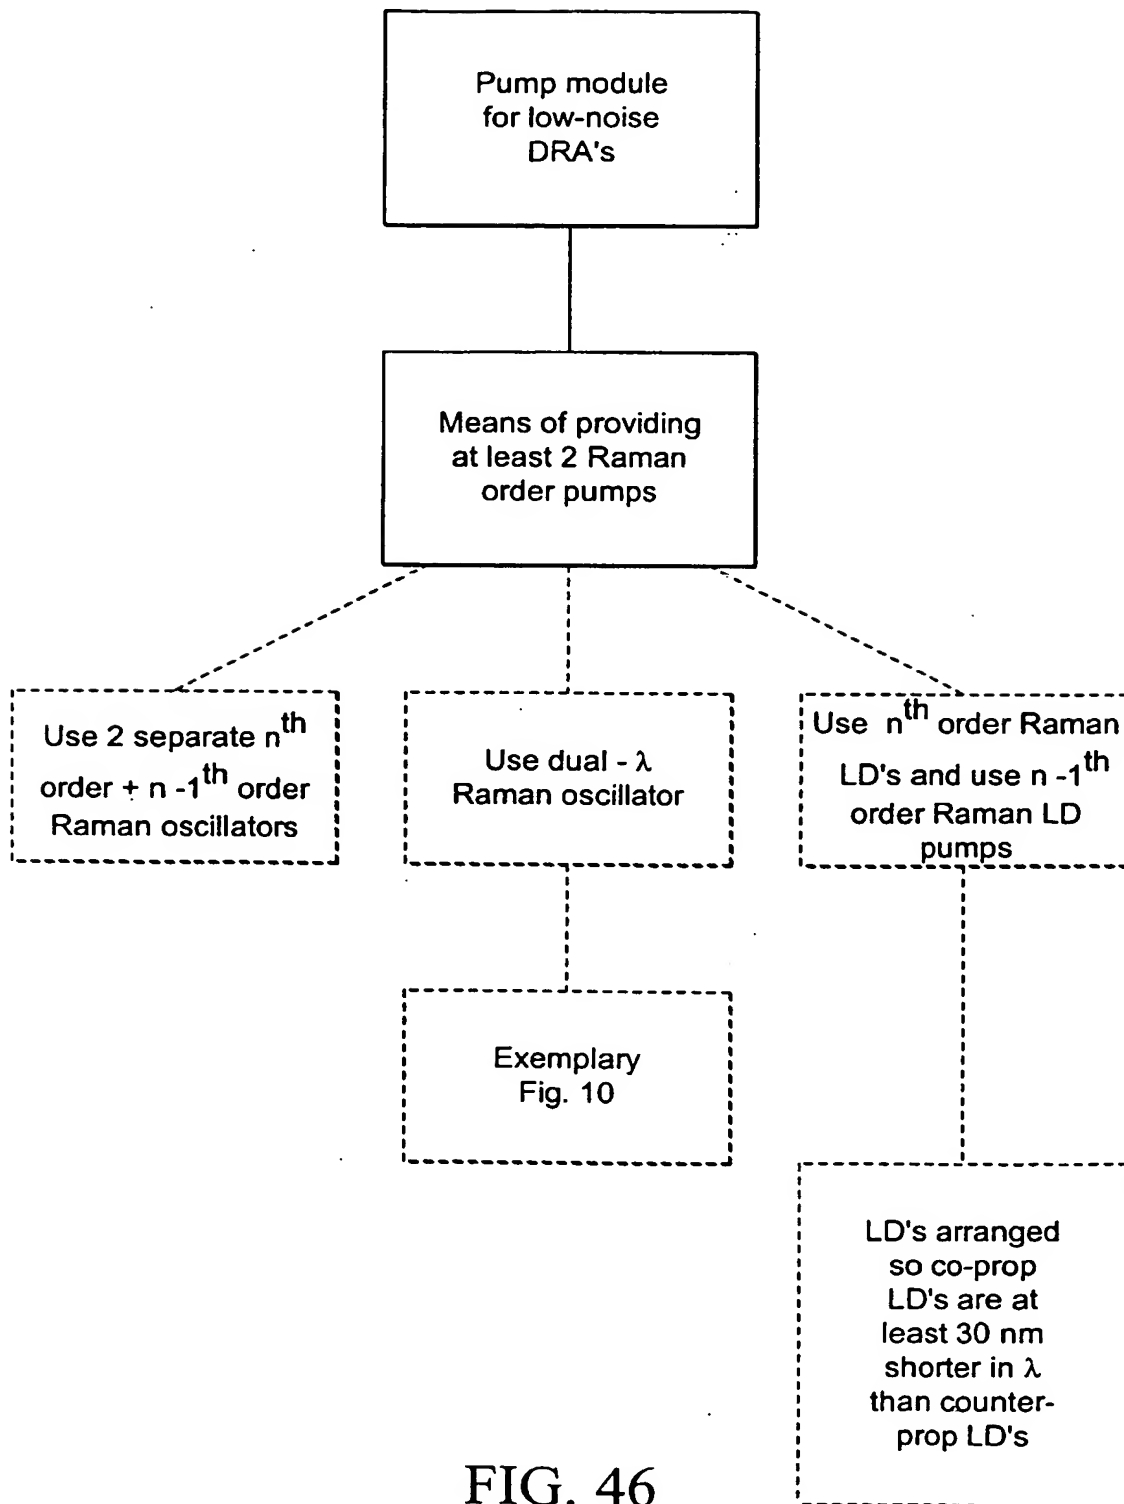 Pump module
for low-noise
DRA's
Means of providing
at least 2 Raman
order pumps
Use 2 separate nth
order + n -1th order
Raman oscillators
Use dual - λ
Raman oscillator
Use nth order Raman
LD's and use n -1th
order Raman LD
pumps
Exemplary
Fig. 10
LD's arranged
so co-prop
LD's are at
least 30 nm
shorter in λ
than counter-
prop LD's
FIG. 46